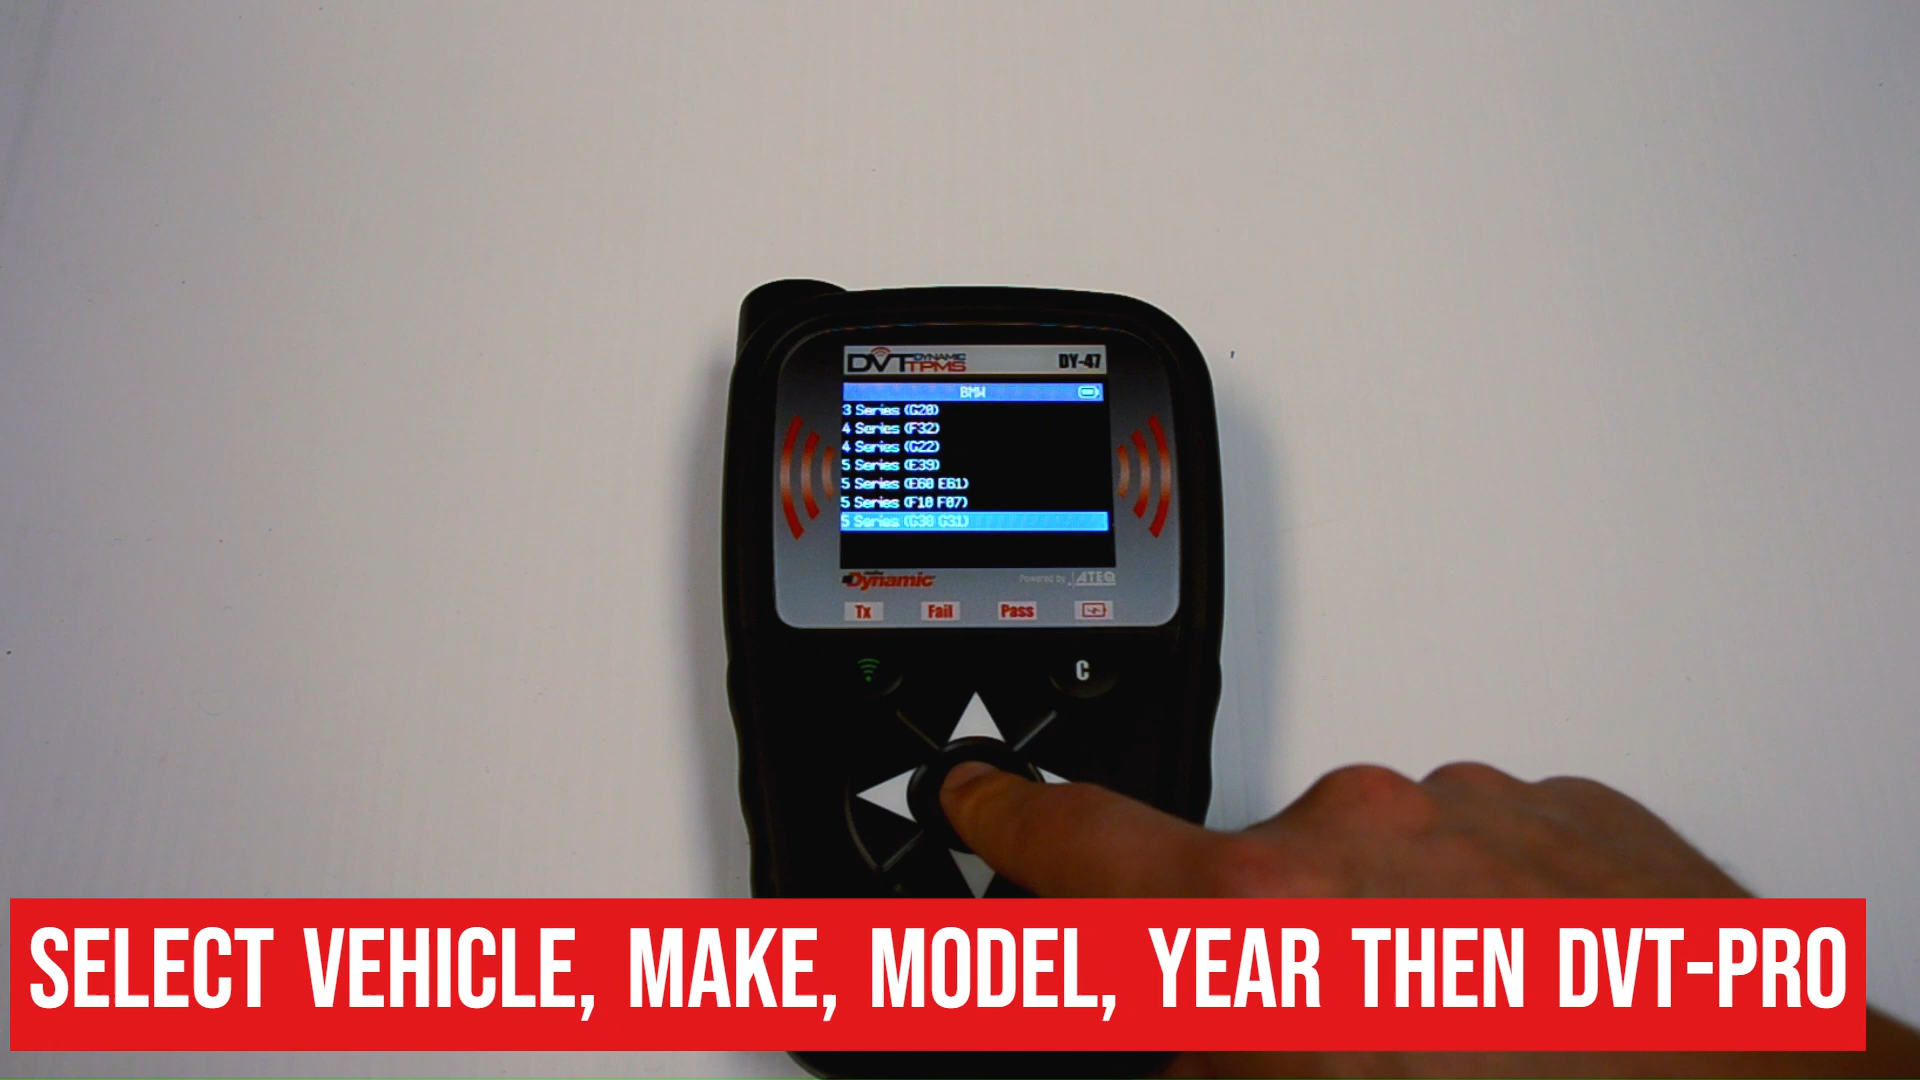 DVT DYNAMIC TPMS DY-47
BMW
3 Series (G20)
4 Series (F32)
4 Series (G22)
5 Series (E39)
5 Series (E60 E61)
5 Series (F10 F07)
5 Series (G30 G31)
Dynamic Powered by ATEQ
Tx Fail Pass
C
SELECT VEHICLE, MAKE, MODEL, YEAR THEN DVT-PRO